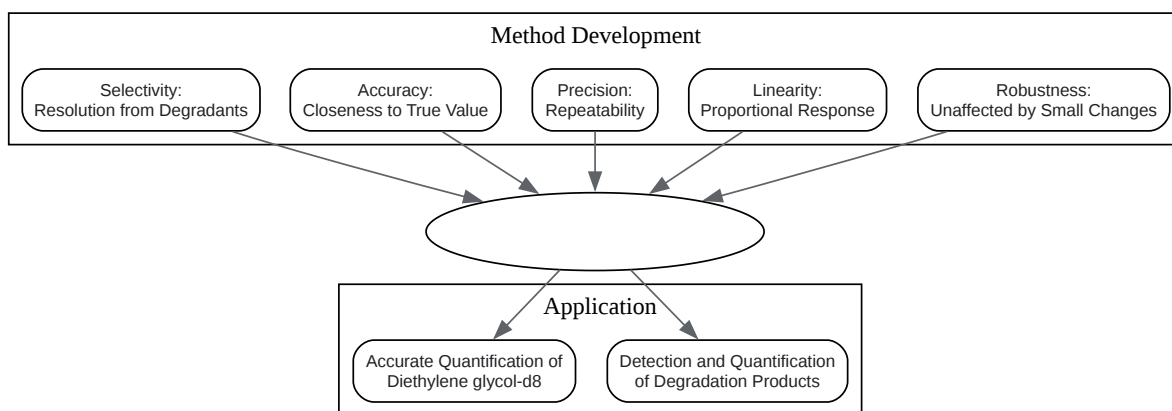 Method Development
Selectivity:
Resolution from Degradants
Accuracy:
Closeness to True Value
Precision:
Repeatability
Linearity:
Proportional Response
Robustness:
Unaffected by Small Changes
Application
Accurate Quantification of
Diethylene glycol-d8
Detection and Quantification
of Degradation Products